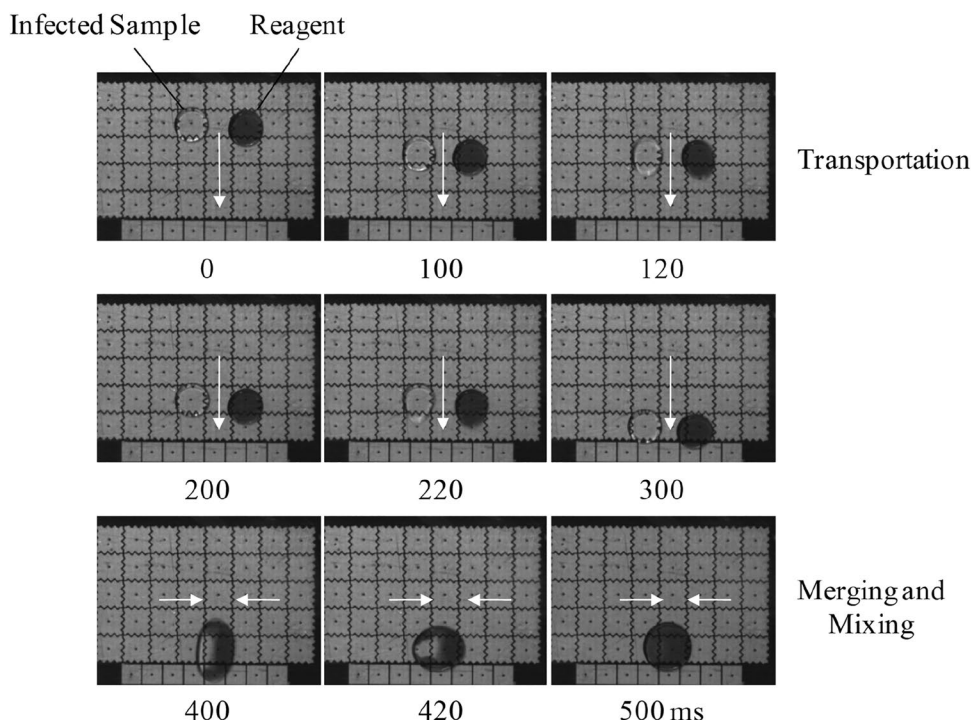 Infected Sample
Reagent
Transportation
0
100
120
200
220
300
Merging and
Mixing
400
420
500 ms